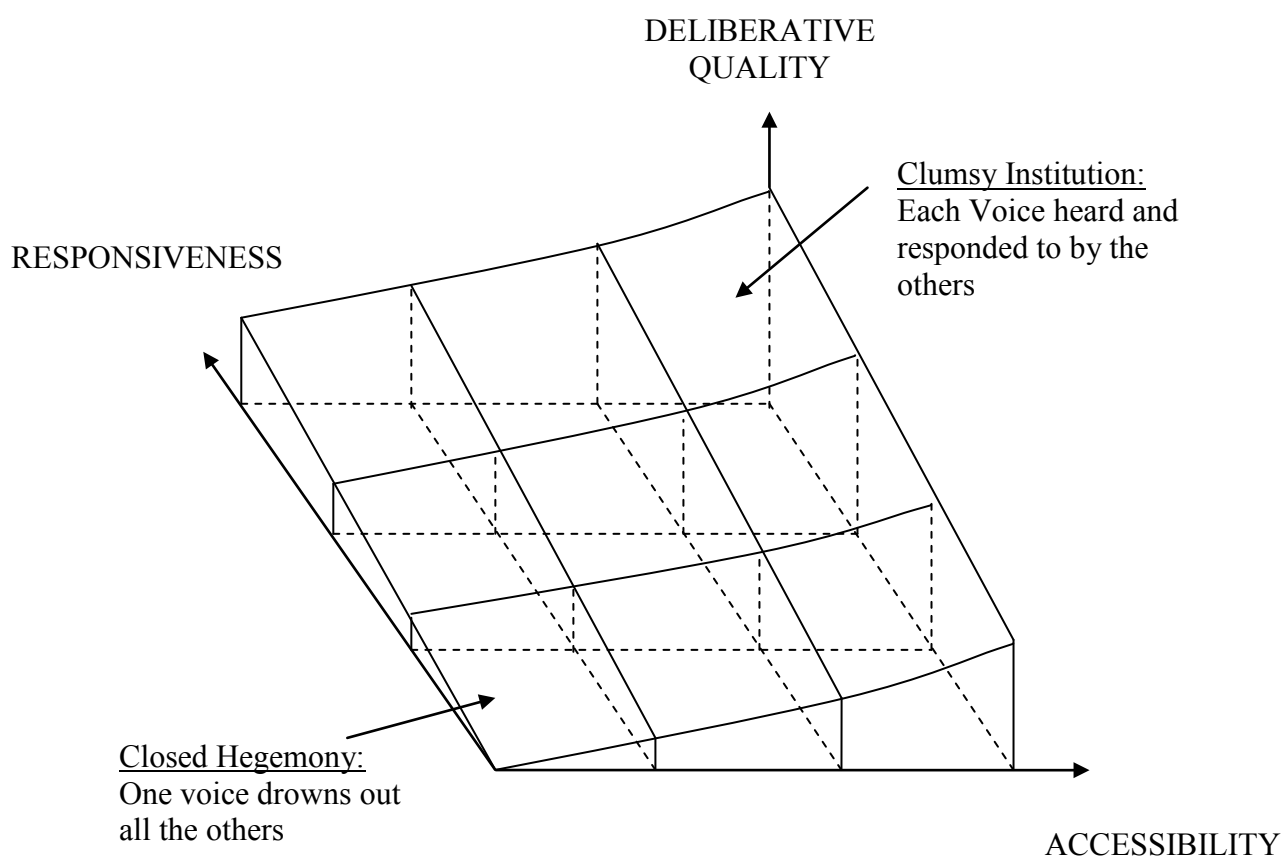 DELIBERATIVE
QUALITY
Clumsy Institution:
Each Voice heard and
responded to by the
others
RESPONSIVENESS
Closed Hegemony:
One voice drowns out
all the others
ACCESSIBILITY